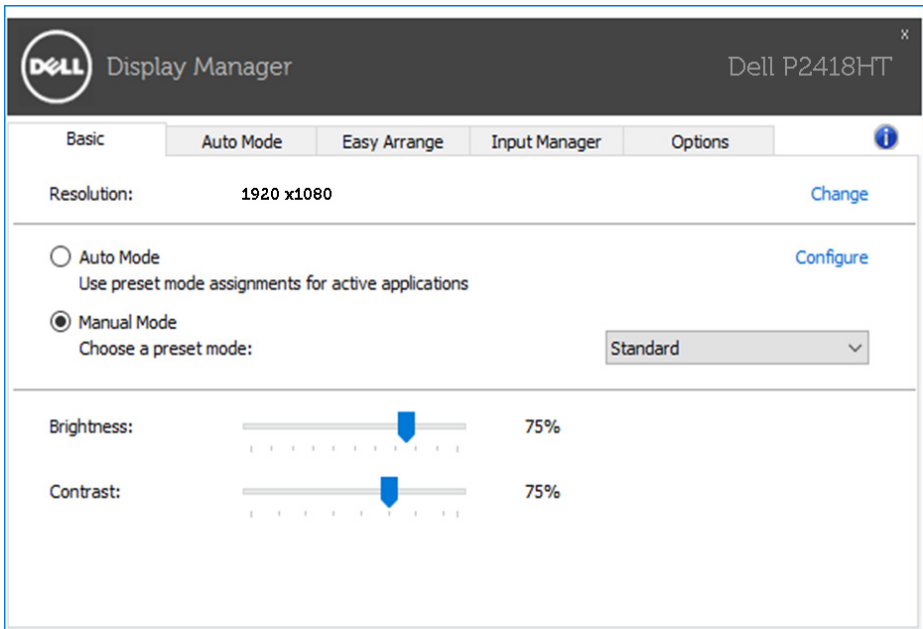 DELL Display Manager
x
Dell P2418HT
Basic Auto Mode Easy Arrange Input Manager Options i
Resolution: 1920 x1080 Change
Auto Mode Configure
Use preset mode assignments for active applications
Manual Mode
Choose a preset mode: Standard
Brightness: 75%
Contrast: 75%